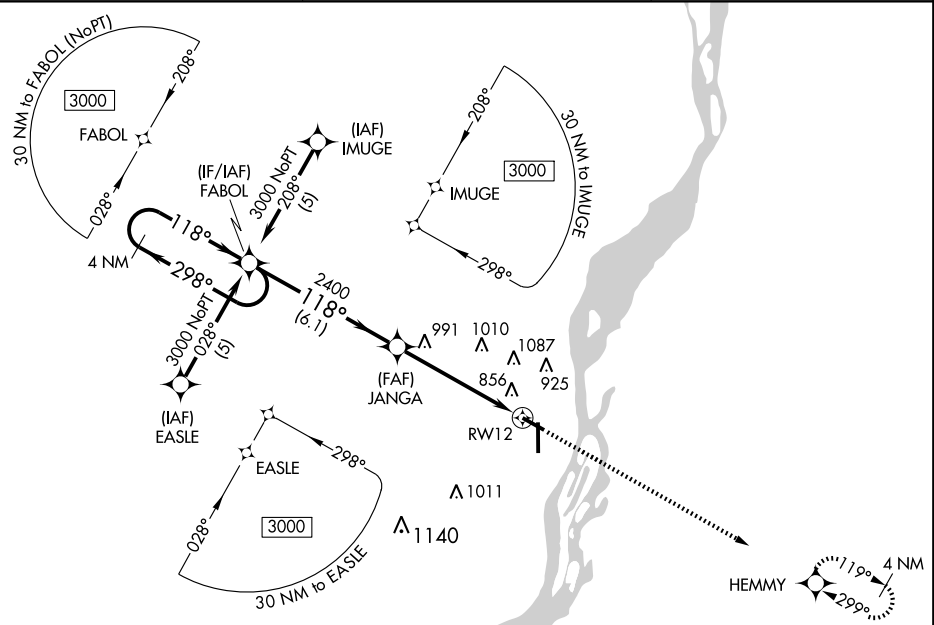 30 NM to FABOL (NoPT)
208°
3000
FABOL
028°
(IAF)
IMUGE
(IF/IAF)
FABOL
3000 NoPT
208°
(5)
208°
30 NM to IMUGE
3000
IMUGE
298°
118°
4 NM
298°
2400
118°
(6.1)
3000 NoPT
028°
(5)
(IAF)
EASLE
(FAF)
JANGA
991
1010
1087
856
925
RW12
298°
EASLE
028°
3000
30 NM to EASLE
1011
1140
HEMMY
119°
4 NM
299°